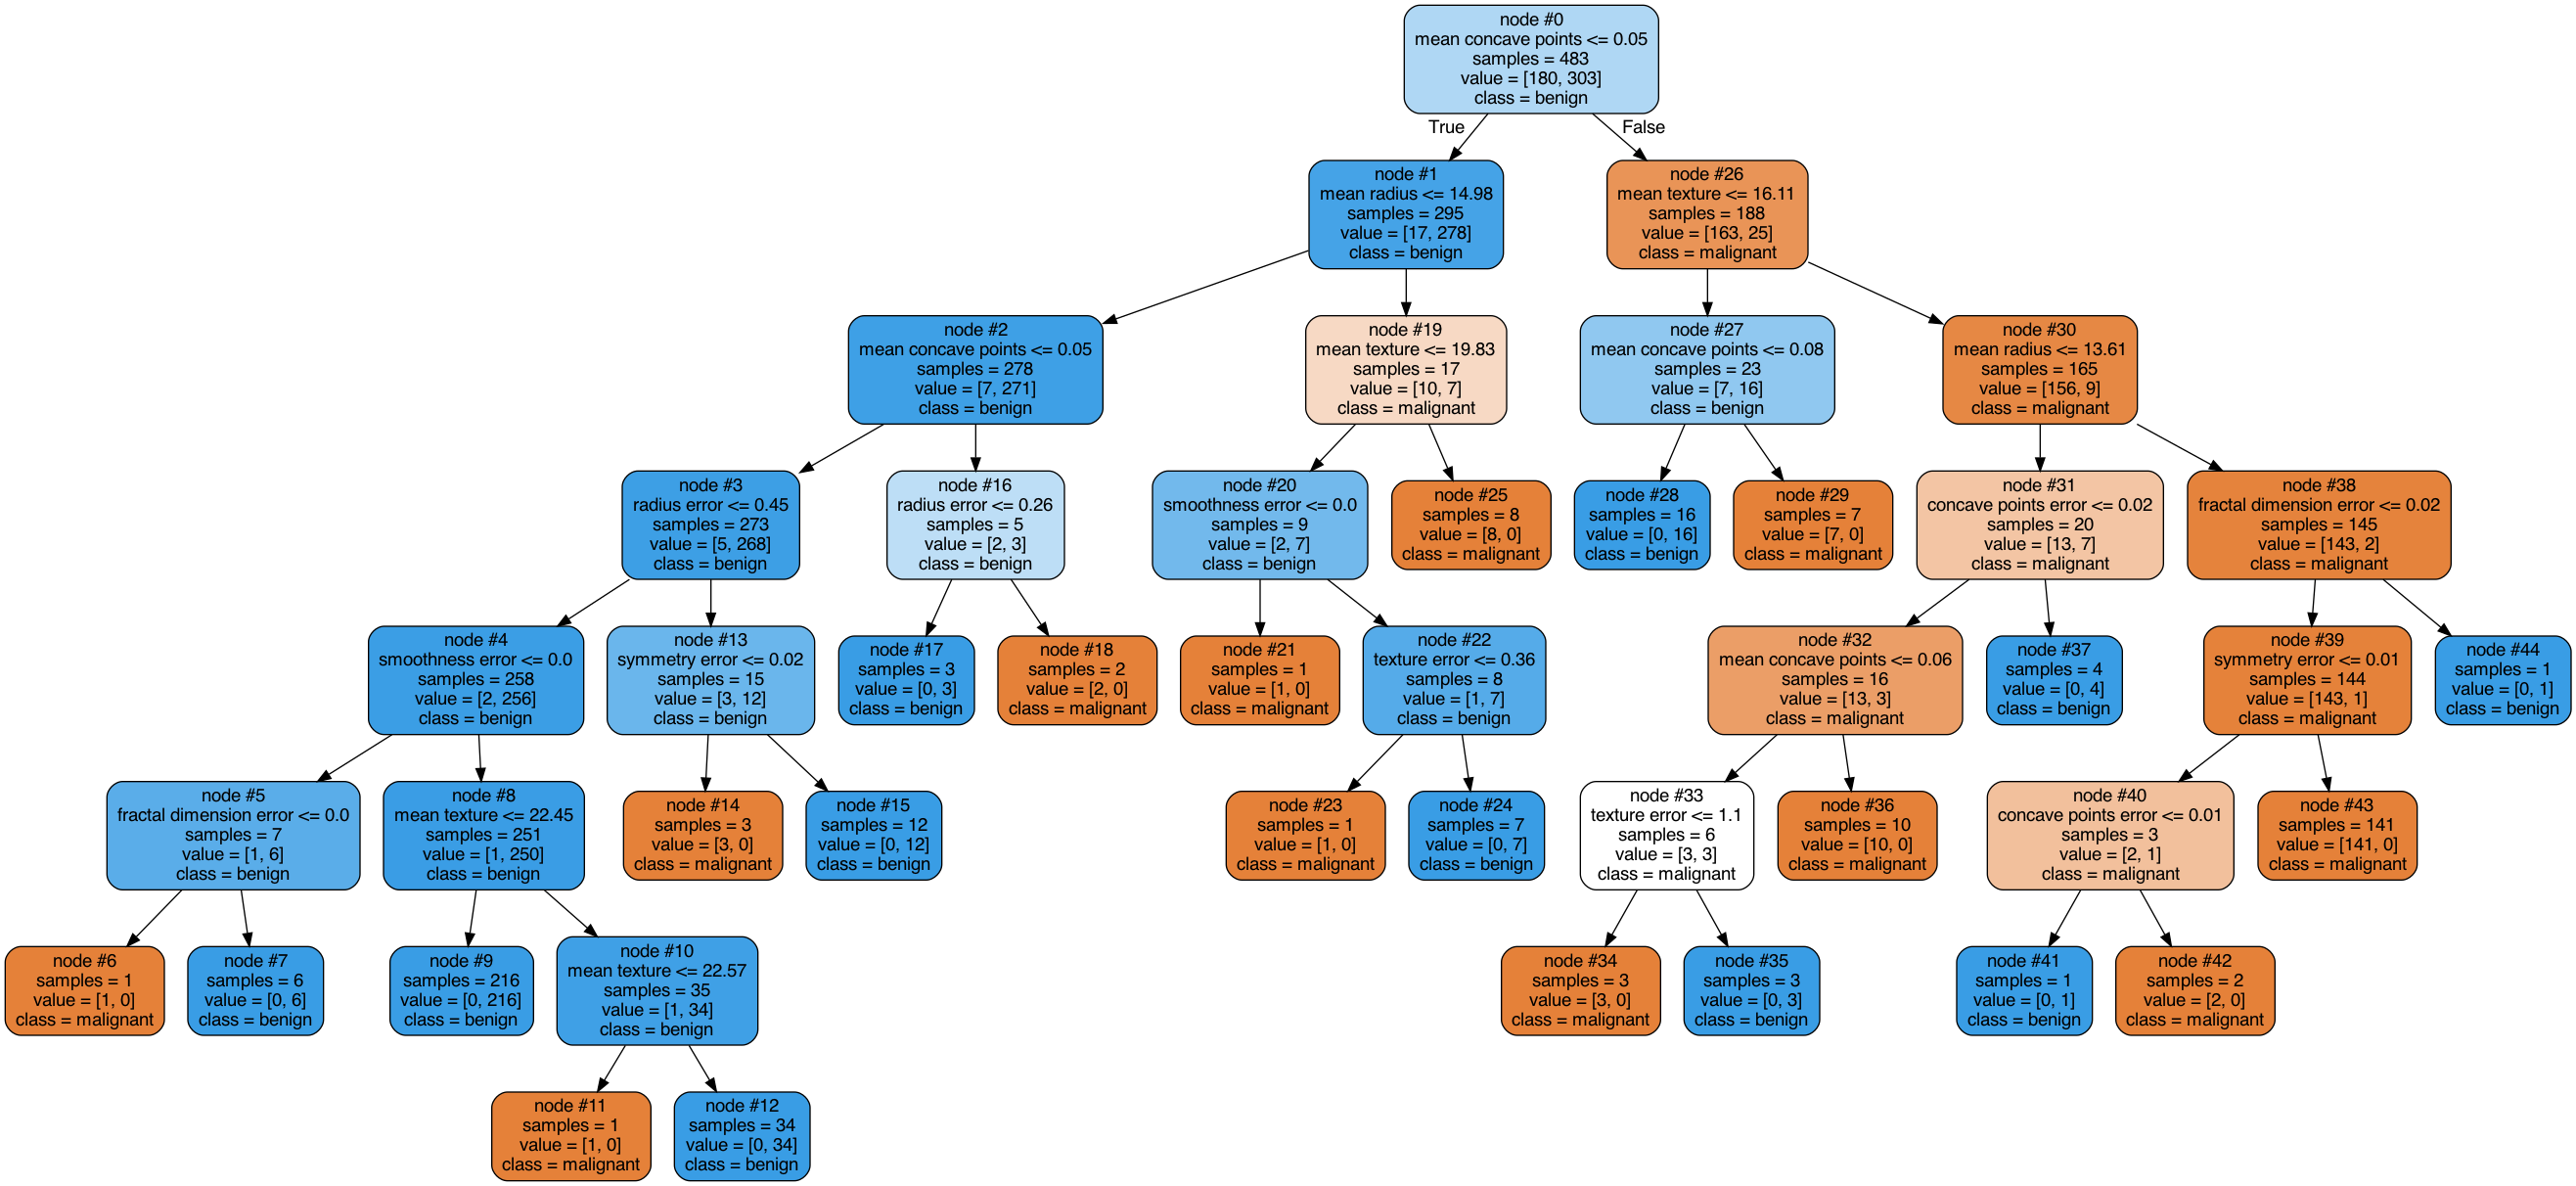 node #0
mean concave points <= 0.05
samples = 483
value = [180, 303]
class = benign
True
False
node #1
mean radius <= 14.98
samples = 295
value = [17, 278]
class = benign
node #26
mean texture <= 16.11
samples = 188
value = [163, 25]
class = malignant
node #2
mean concave points <= 0.05
samples = 278
value = [7, 271]
class = benign
node #19
mean texture <= 19.83
samples = 17
value = [10, 7]
class = malignant
node #27
mean concave points <= 0.08
samples = 23
value = [7, 16]
class = benign
node #30
mean radius <= 13.61
samples = 165
value = [156, 9]
class = malignant
node #3
radius error <= 0.45
samples = 273
value = [5, 268]
class = benign
node #16
radius error <= 0.26
samples = 5
value = [2, 3]
class = benign
node #20
smoothness error <= 0.0
samples = 9
value = [2, 7]
class = benign
node #25
samples = 8
value = [8, 0]
class = malignant
node #28
samples = 16
value = [0, 16]
class = benign
node #29
samples = 7
value = [7, 0]
class = malignant
node #31
concave points error <= 0.02
samples = 20
value = [13, 7]
class = malignant
node #38
fractal dimension error <= 0.02
samples = 145
value = [143, 2]
class = malignant
node #4
smoothness error <= 0.0
samples = 258
value = [2, 256]
class = benign
node #13
symmetry error <= 0.02
samples = 15
value = [3, 12]
class = benign
node #17
samples = 3
value = [0, 3]
class = benign
node #18
samples = 2
value = [2, 0]
class = malignant
node #21
samples = 1
value = [1, 0]
class = malignant
node #22
texture error <= 0.36
samples = 8
value = [1, 7]
class = benign
node #32
mean concave points <= 0.06
samples = 16
value = [13, 3]
class = malignant
node #37
samples = 4
value = [0, 4]
class = benign
node #39
symmetry error <= 0.01
samples = 144
value = [143, 1]
class = malignant
node #44
samples = 1
value = [0, 1]
class = benign
node #5
fractal dimension error <= 0.0
samples = 7
value = [1, 6]
class = benign
node #8
mean texture <= 22.45
samples = 251
value = [1, 250]
class = benign
node #14
samples = 3
value = [3, 0]
class = malignant
node #15
samples = 12
value = [0, 12]
class = benign
node #23
samples = 1
value = [1, 0]
class = malignant
node #24
samples = 7
value = [0, 7]
class = benign
node #33
texture error <= 1.1
samples = 6
value = [3, 3]
class = malignant
node #36
samples = 10
value = [10, 0]
class = malignant
node #40
concave points error <= 0.01
samples = 3
value = [2, 1]
class = malignant
node #43
samples = 141
value = [141, 0]
class = malignant
node #6
samples = 1
value = [1, 0]
class = malignant
node #7
samples = 6
value = [0, 6]
class = benign
node #9
samples = 216
value = [0, 216]
class = benign
node #10
mean texture <= 22.57
samples = 35
value = [1, 34]
class = benign
node #34
samples = 3
value = [3, 0]
class = malignant
node #35
samples = 3
value = [0, 3]
class = benign
node #41
samples = 1
value = [0, 1]
class = benign
node #42
samples = 2
value = [2, 0]
class = malignant
node #11
samples = 1
value = [1, 0]
class = malignant
node #12
samples = 34
value = [0, 34]
class = benign